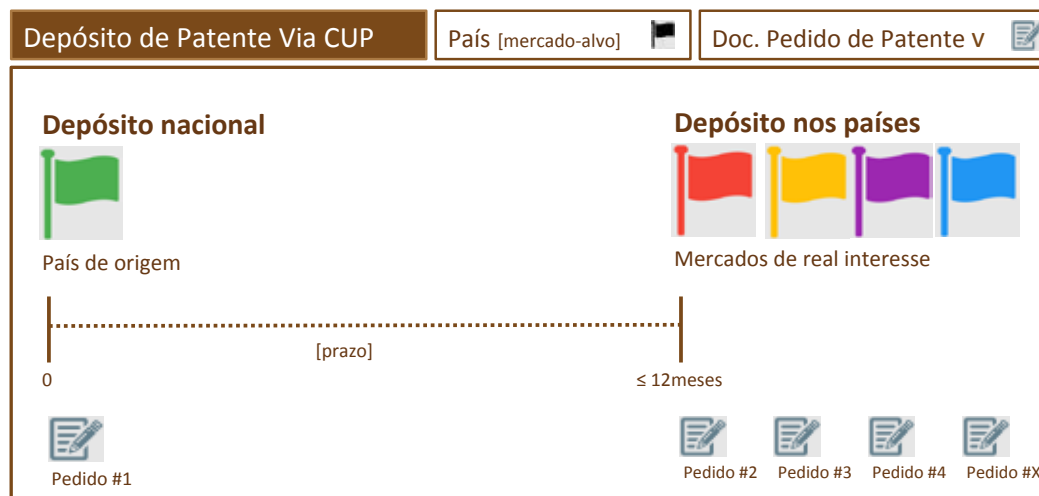 Depósito de Patente Via CUP
País [mercado-alvo]
Doc. Pedido de Patente v
Depósito nacional
Depósito nos países
País de origem
Mercados de real interesse
[prazo]
0
≤ 12meses
Pedido #1
Pedido #2
Pedido #3
Pedido #4
Pedido #X